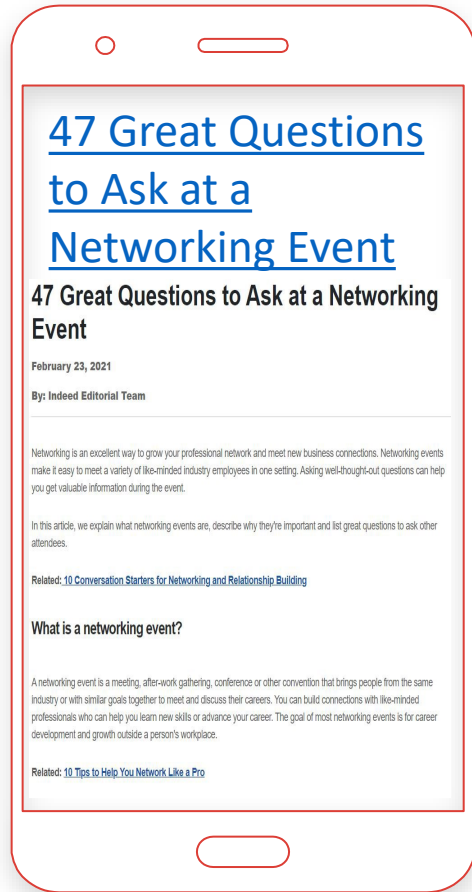 47 Great Questions
to Ask at a
Networking Event
47 Great Questions to Ask at a Networking
Event
February 23, 2021
By: Indeed Editorial Team
Networking is an excellent way to grow your professional network and meet new business connections. Networking events
make it easy to meet a variety of like-minded industry employees in one setting. Asking well-thought-out questions can help
you get valuable information during the event.
In this article, we explain what networking events are, describe why they're important and list great questions to ask other
attendees.
Related: 10 Conversation Starters for Networking and Relationship Building
What is a networking event?
A networking event is a meeting, after-work gathering, conference or other convention that brings people from the same
industry or with similar goals together to meet and discuss their careers. You can build connections with like-minded
professionals who can help you learn new skills or advance your career. The goal of most networking events is for career
development and growth outside a person's workplace.
Related: 10 Tips to Help You Network Like a Pro